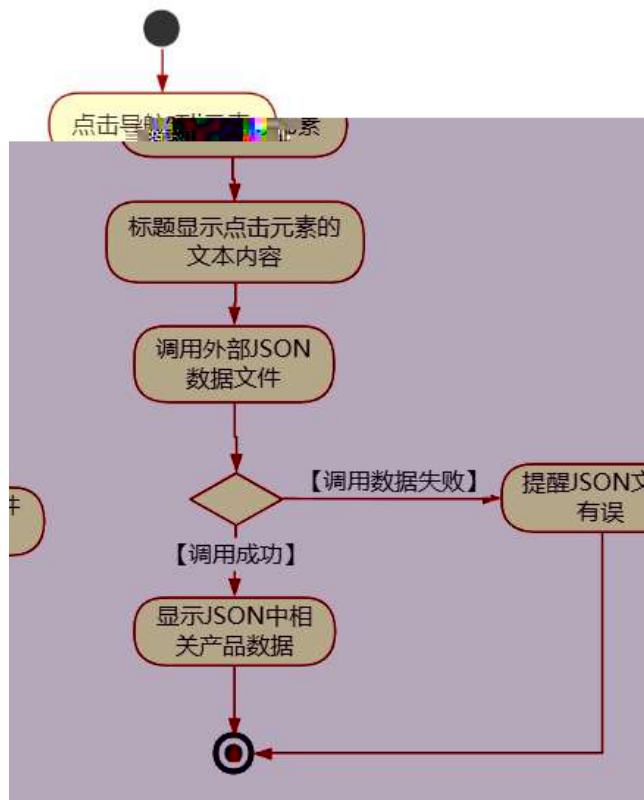 点击导航
元素
标题显示点击元素的
文本内容
调用外部JSON
数据文件
【调用数据失败】
提醒JSON文
有误
件
【调用成功】
显示JSON中相
关产品数据